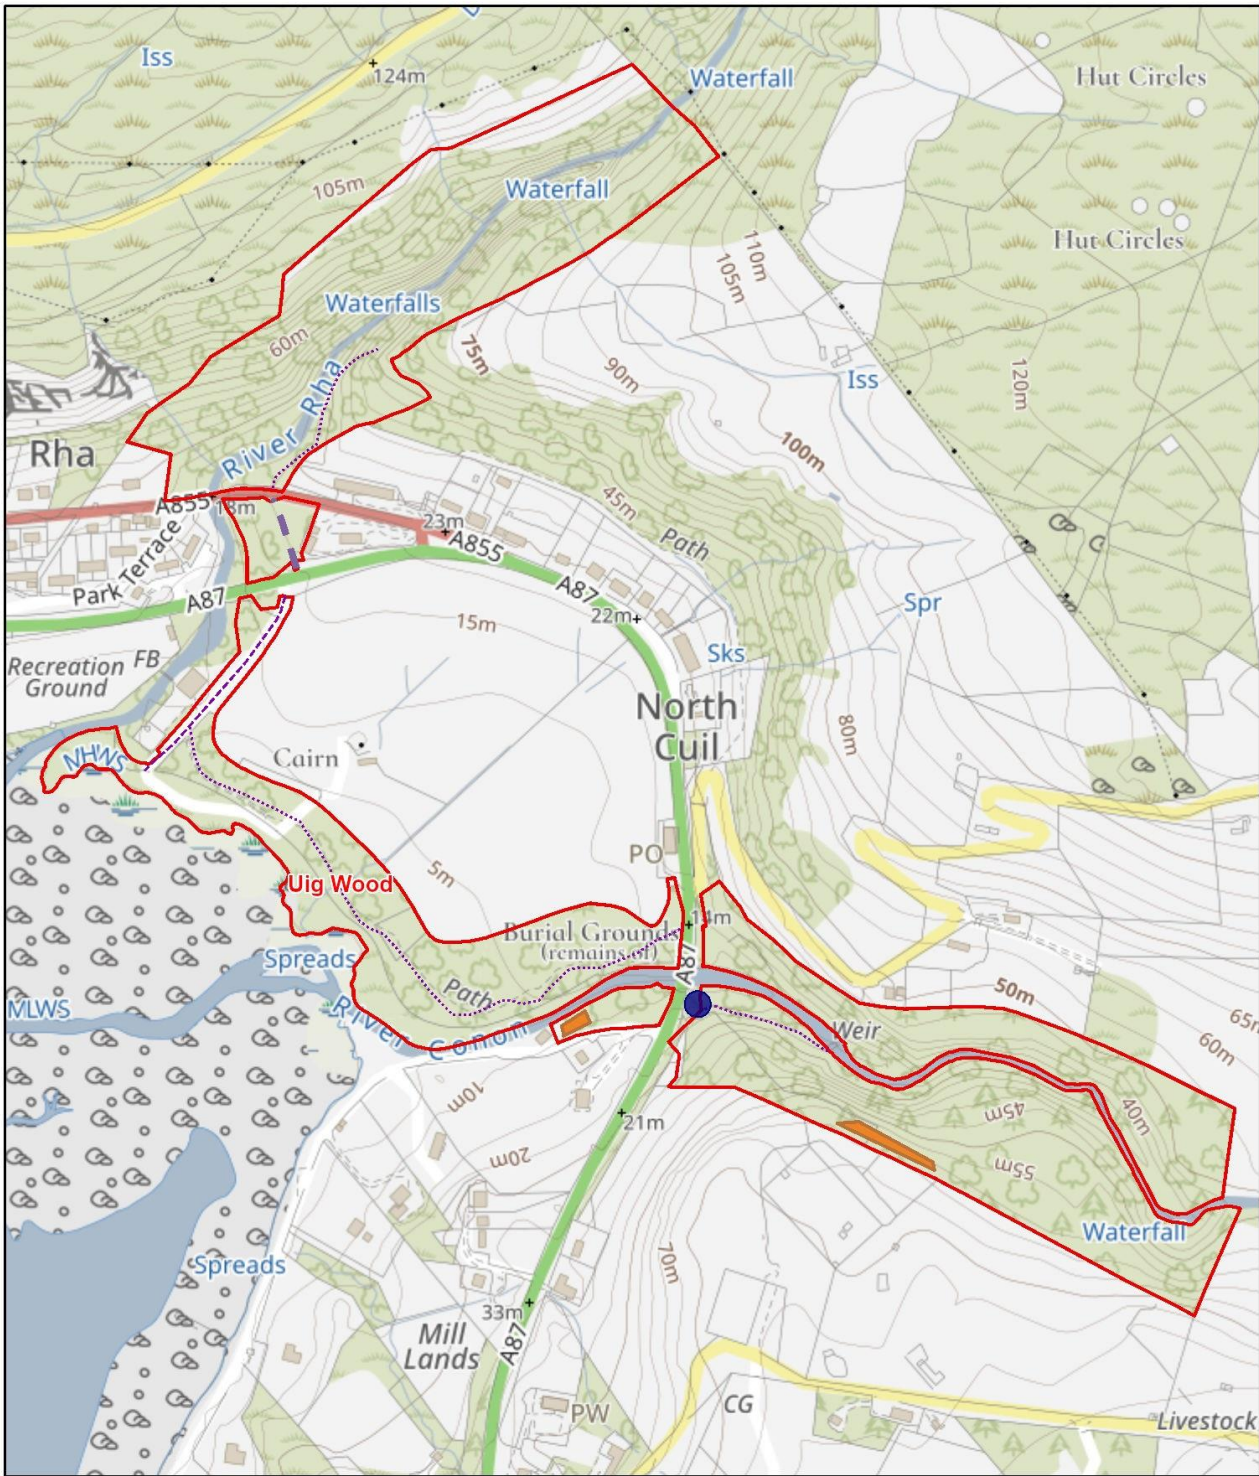 Iss
124m
Waterfall
Hut Circles
105m
Waterfall
Hut Circles
110m
105m
Waterfalls
60m
75m
90m
Iss
120m
River Rha
Rha
100m
A855
18m
45m
23m
A855
Path
Park Terrace
A87
A87
22m
Spr
15m
Recreation
Ground
FB
Sks
North
Cuil
80m
NHWS
Cairn
PO
5m
Uig Wood
14m
Burial Grounds
(remains of)
A87
Spreads
Path
50m
MLWS
River Conon
Weir
65m
60m
10m
45m
40m
21m
20m
55m
Waterfall
Spreads
70m
33m
Mill
Lands
A87
CG
PW
Livestock